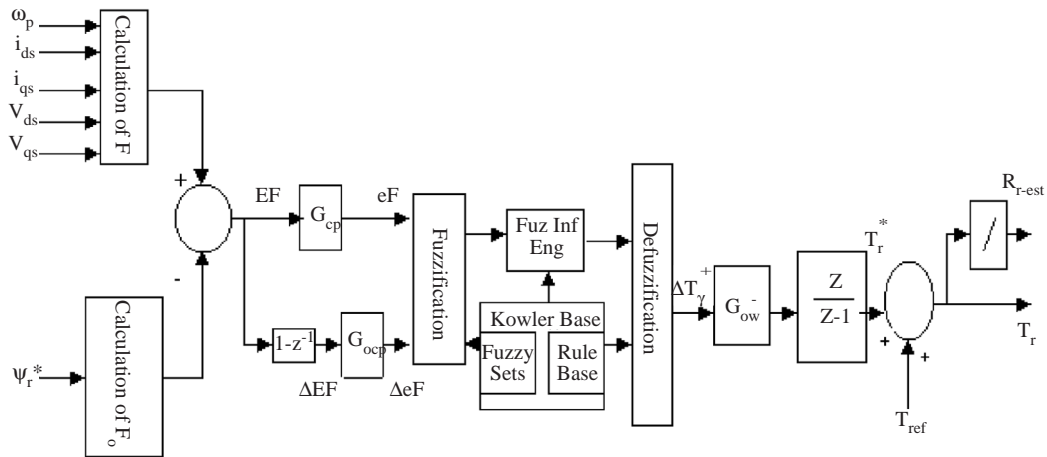 ω_p
i_ds
i_qs
V_ds
V_qs
Calculation of F
+
-
ψ_r*
Calculation of F_o
EF
G_cp
eF
1-z^-1
ΔEF
G_ocp
ΔeF
Fuzzification
Fuz Inf
Eng
Kowler Base
Fuzzy
Sets
Rule
Base
Defuzzification
ΔT_γ
+
G_ow
-
Z
Z-1
T_r^*
+
+
T_ref
/
R_r-est
T_r